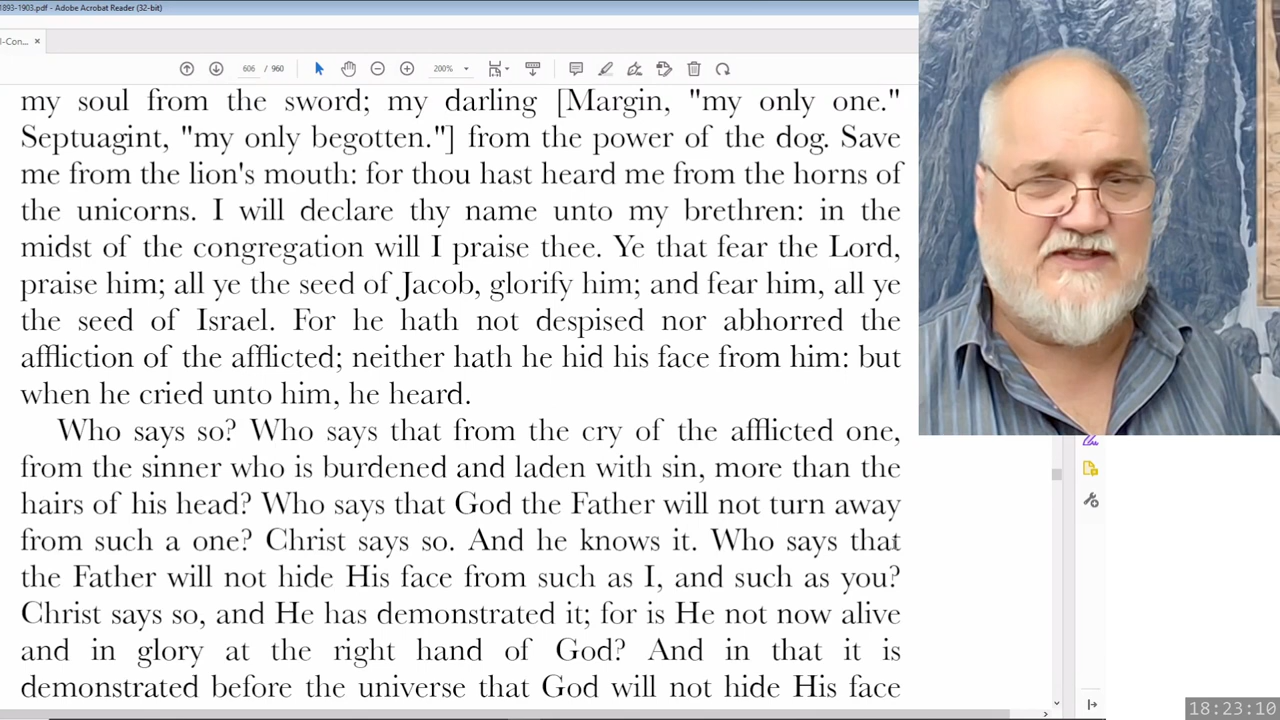 1893-1903.pdf - Adobe Acrobat Reader (32-bit)
l-Con... ×
606 / 960 200%
my soul from the sword; my darling [Margin, "my only one."
Septuagint, "my only begotten."] from the power of the dog. Save
me from the lion's mouth: for thou hast heard me from the horns of
the unicorns. I will declare thy name unto my brethren: in the
midst of the congregation will I praise thee. Ye that fear the Lord,
praise him; all ye the seed of Jacob, glorify him; and fear him, all ye
the seed of Israel. For he hath not despised nor abhorred the
affliction of the afflicted; neither hath he hid his face from him: but
when he cried unto him, he heard.
Who says so? Who says that from the cry of the afflicted one,
from the sinner who is burdened and laden with sin, more than the
hairs of his head? Who says that God the Father will not turn away
from such a one? Christ says so. And he knows it. Who says that
the Father will not hide His face from such as I, and such as you?
Christ says so, and He has demonstrated it; for is He not now alive
and in glory at the right hand of God? And in that it is
demonstrated before the universe that God will not hide His face
18:23:10